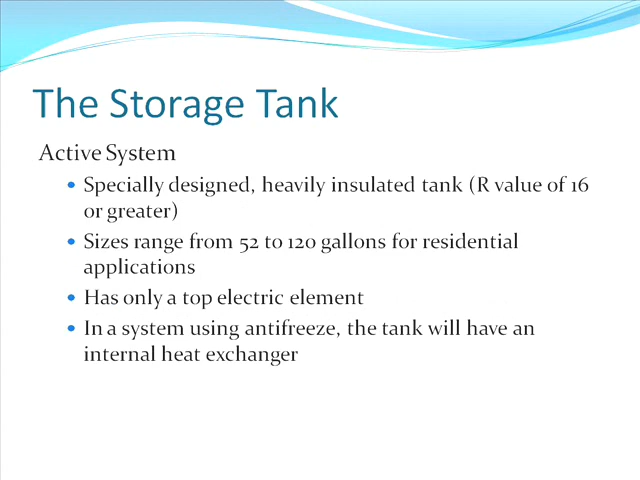 The Storage Tank
Active System
• Specially designed, heavily insulated tank (R value of 16
or greater)
• Sizes range from 52 to 120 gallons for residential
applications
• Has only a top electric element
• In a system using antifreeze, the tank will have an
internal heat exchanger